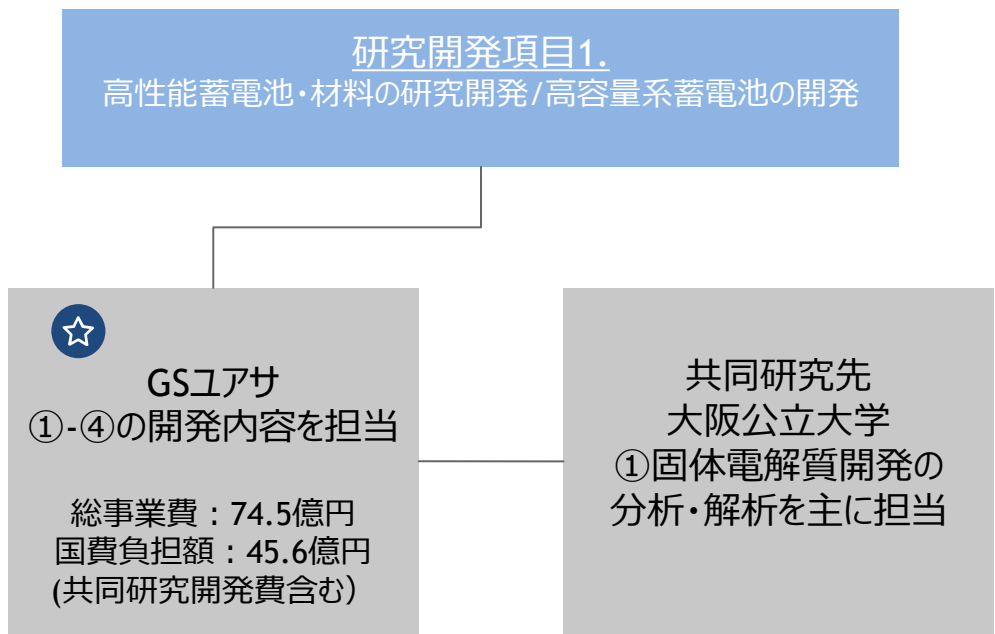 研究開発項目1.
高性能蓄電池・材料の研究開発/高容量系蓄電池の開発
GSユアサ
①-④の開発内容を担当
総事業費：74.5億円
国費負担額：45.6億円
(共同研究開発費含む）
共同研究先
大阪公立大学
①固体電解質開発の
分析・解析を主に担当